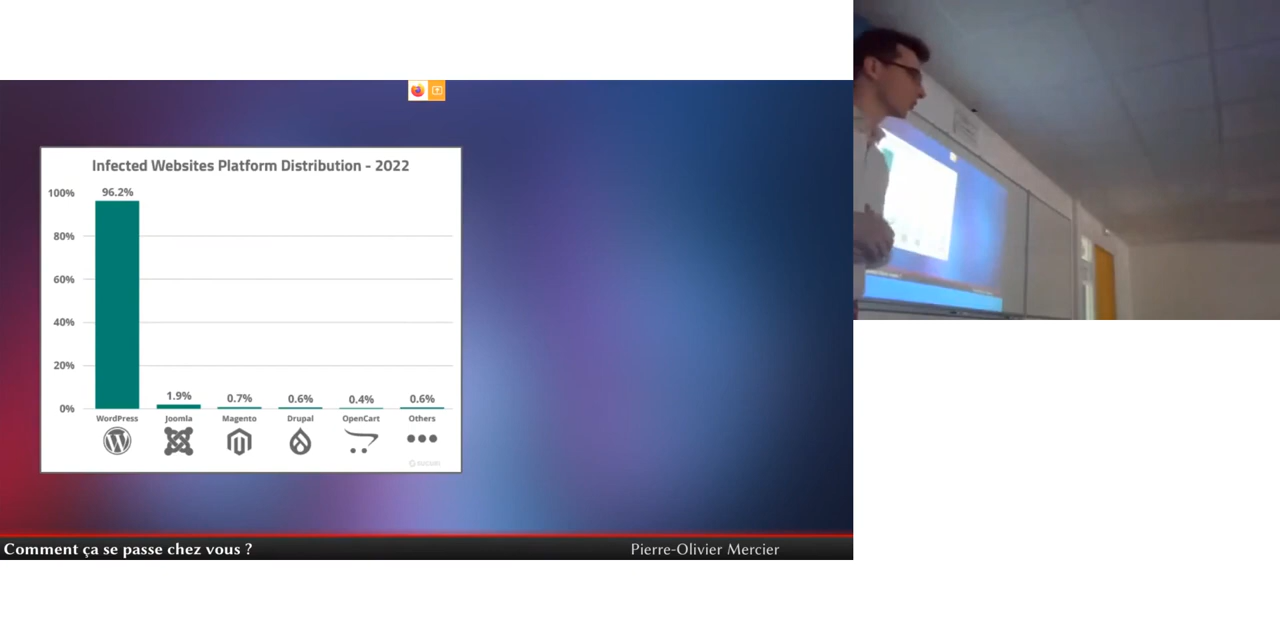 Infected Websites Platform Distribution - 2022
100%
96.2%
80%
60%
40%
20%
0%
1.9%
0.7%
0.6%
0.4%
0.6%
WordPress
Joomla
Magento
Drupal
OpenCart
Others
Comment ça se passe chez vous ?
Pierre-Olivier Mercier